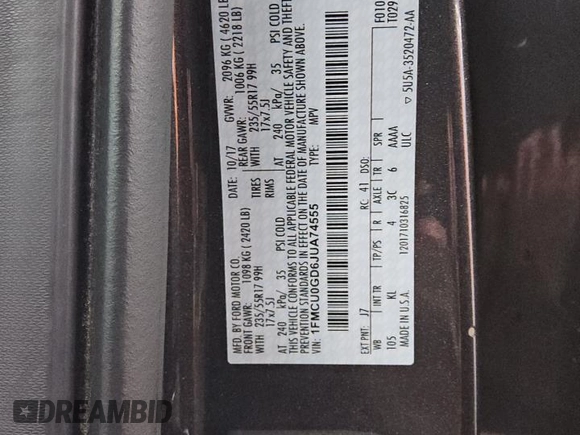 MFD. BY FORD MOTOR CO.
DATE: 10/17 GVWR: 2096 KG ( 4620 LB
FRONT GAWR: 1098 KG ( 2420 LB) REAR GAWR: 1006 KG ( 2218 LB)
WITH 235/55R17 99H TIRES WITH 235/55R17 99H
17x7.5J RIMS 17x7.5J
AT 240 kPa/ 35 PSI COLD AT 240 kPa/ 35 PSI COLD
THIS VEHICLE CONFORMS TO ALL APPLICABLE FEDERAL MOTOR VEHICLE SAFETY AND THEFT
PREVENTION STANDARDS IN EFFECT ON THE DATE OF MANUFACTURE SHOWN ABOVE.
VIN: 1FMCU0GD6JUA74555 TYPE: MPV
F010
T029
EXT PNT: J7 RC: 41 DSO:
WB INT TR TP/PS R AXLE TR SPR
105 KL 4 3C 6 AAAA
ULC
MADE IN U.S.A. 1201710316825
▽ 5U5A-3520472-AA
DREAMBID